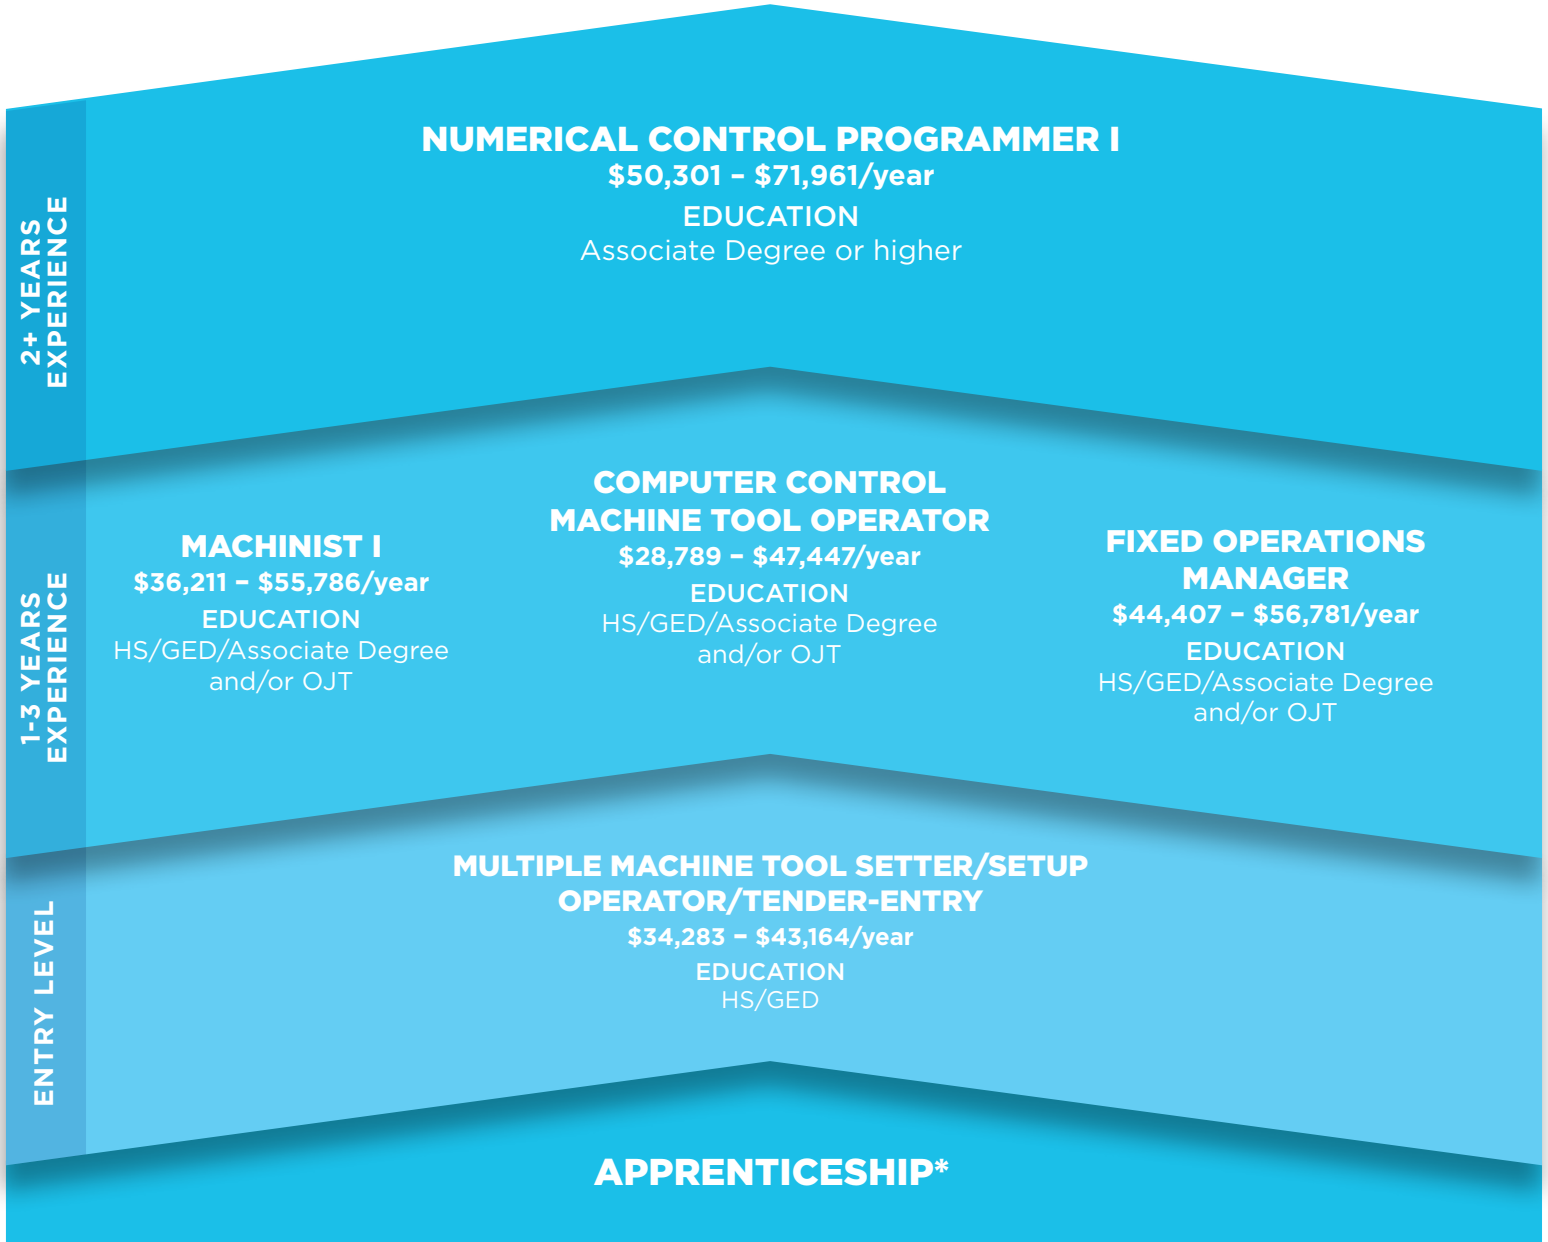 2+ YEARS
EXPERIENCE
NUMERICAL CONTROL PROGRAMMER I
$50,301 – $71,961/year
EDUCATION
Associate Degree or higher
1-3 YEARS
EXPERIENCE
MACHINIST I
$36,211 – $55,786/year
EDUCATION
HS/GED/Associate Degree
and/or OJT
COMPUTER CONTROL
MACHINE TOOL OPERATOR
$28,789 – $47,447/year
EDUCATION
HS/GED/Associate Degree
and/or OJT
FIXED OPERATIONS
MANAGER
$44,407 – $56,781/year
EDUCATION
HS/GED/Associate Degree
and/or OJT
ENTRY LEVEL
MULTIPLE MACHINE TOOL SETTER/SETUP
OPERATOR/TENDER-ENTRY
$34,283 – $43,164/year
EDUCATION
HS/GED
APPRENTICESHIP*